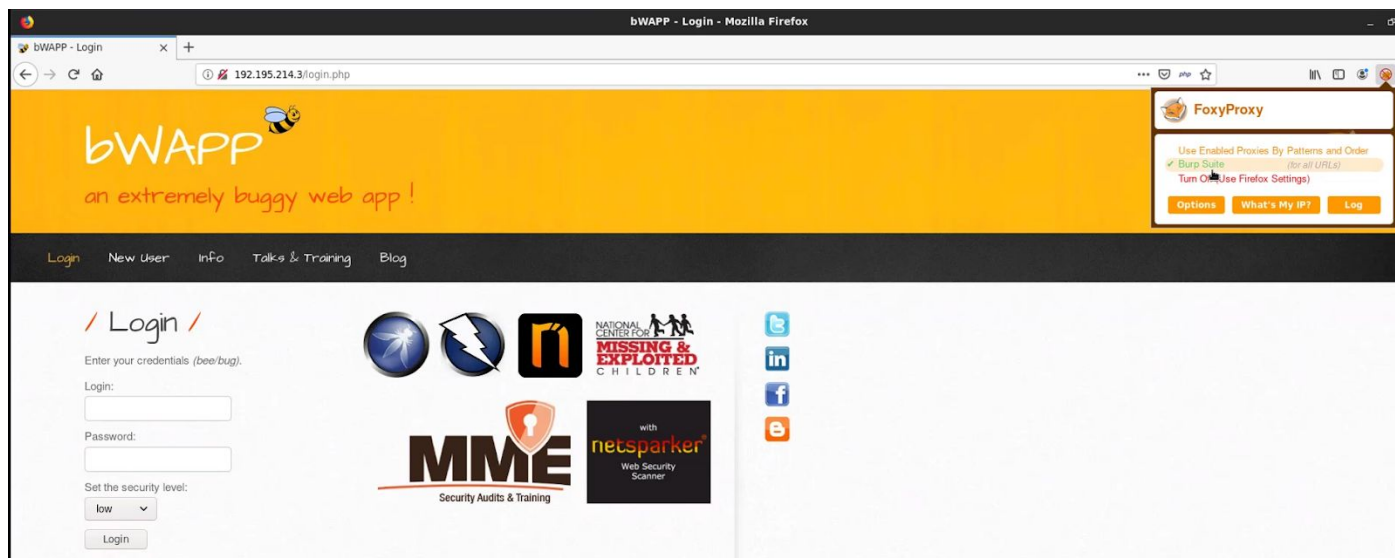 bWAPP - Login - Mozilla Firefox
bWAPP - Login
192.195.214.3/login.php
php
bWAPP
an extremely buggy web app !
FoxyProxy
Use Enabled Proxies By Patterns and Order
✔ Burp Suite (for all URLs)
Turn Off (Use Firefox Settings)
Options What's My IP? Log
Login New User Info Talks & Training Blog
/ Login /
Enter your credentials (bee/bug).
Login:
Password:
Set the security level:
low
Login
n
NATIONAL
CENTER FOR
MISSING &
EXPLOITED
CHILDREN
MME
Security Audits & Training
with
netsparker
Web Security
Scanner
in
f